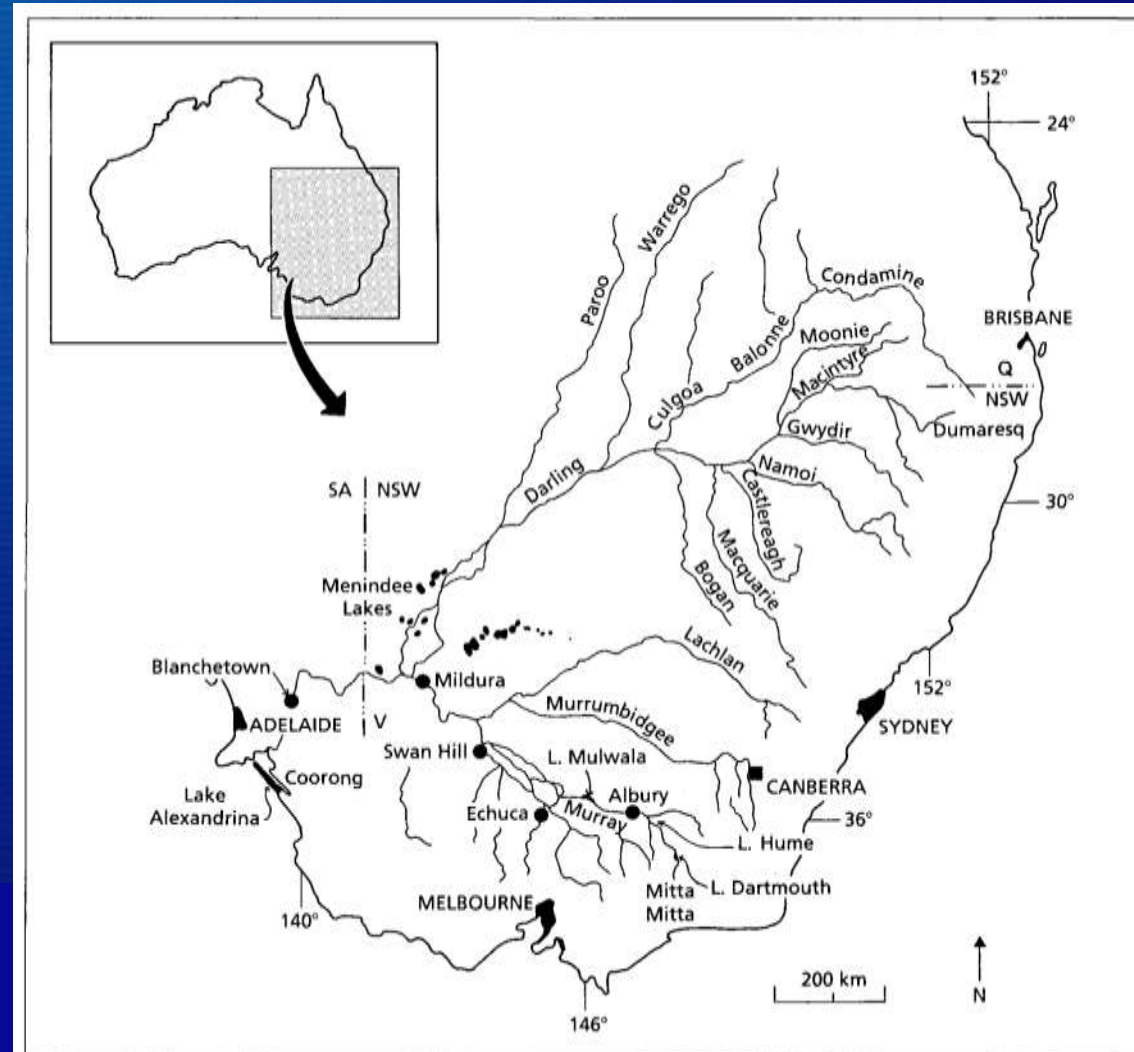 152°
24°
Warrego
Paroo
Condamine
BRISBANE
Balonne
Moonie
Macintyre
Q
NSW
Culgoa
Dumaresq
Gwydir
Namoi
Darling
Castlereagh
30°
SA
NSW
Macquarie
Bogan
Menindee
Lakes
Lachlan
Blanchetown
Mildura
152°
Murrumbidgee
ADELAIDE
V
SYDNEY
Swan Hill
L. Mulwala
Coorong
Albury
CANBERRA
Lake
Alexandrina
Echuca
Murray
36°
L. Hume
Mitta
Mitta
L. Dartmouth
MELBOURNE
140°
200 km
N
146°